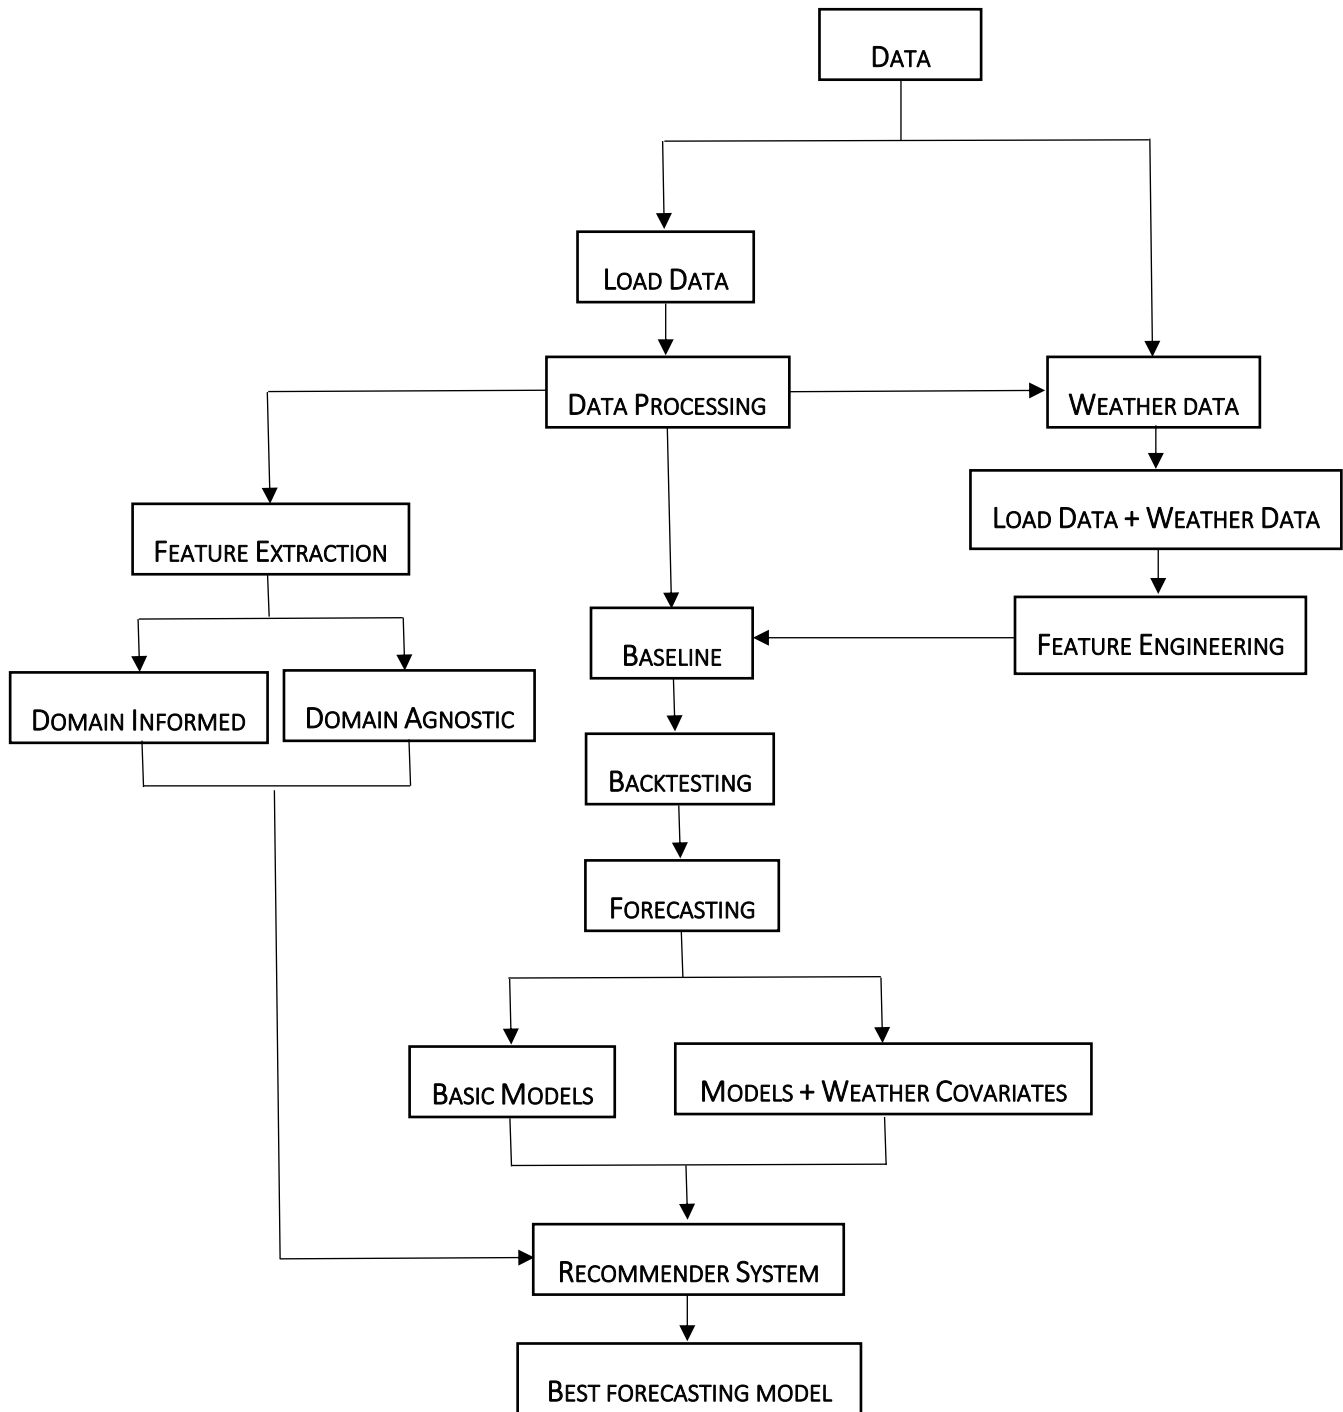 DATA
LOAD DATA
DATA PROCESSING
WEATHER DATA
LOAD DATA + WEATHER DATA
FEATURE EXTRACTION
BASELINE
FEATURE ENGINEERING
DOMAIN INFORMED
DOMAIN AGNOSTIC
BACKTESTING
FORECASTING
BASIC MODELS
MODELS + WEATHER COVARIATES
RECOMMENDER SYSTEM
BEST FORECASTING MODEL